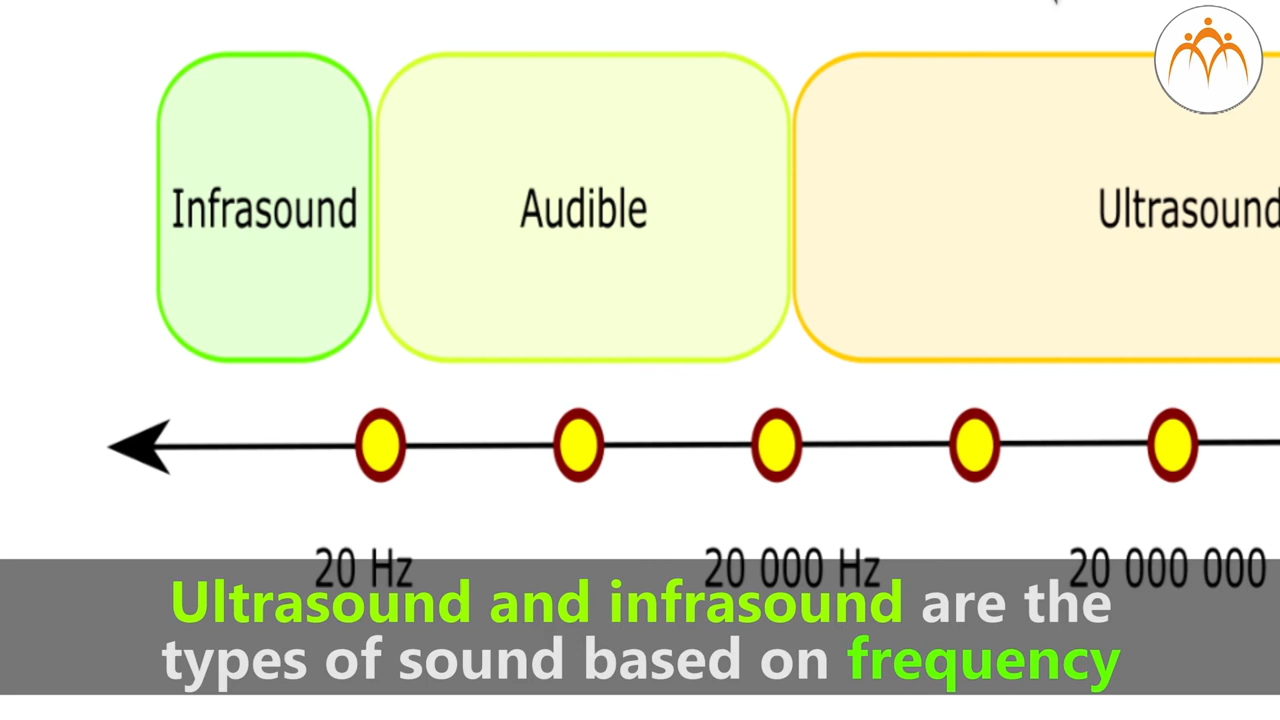 Infrasound
Audible
Ultrasound
20 Hz
20 000 Hz
20 000 000
Ultrasound and infrasound are the
types of sound based on frequency